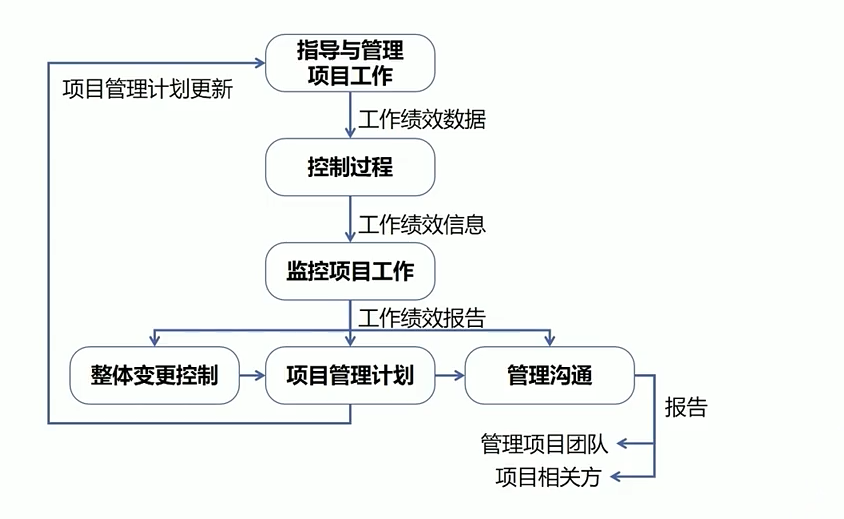 指导与管理
项目工作
项目管理计划更新
工作绩效数据
控制过程
工作绩效信息
监控项目工作
工作绩效报告
整体变更控制
项目管理计划
管理沟通
报告
管理项目团队
项目相关方